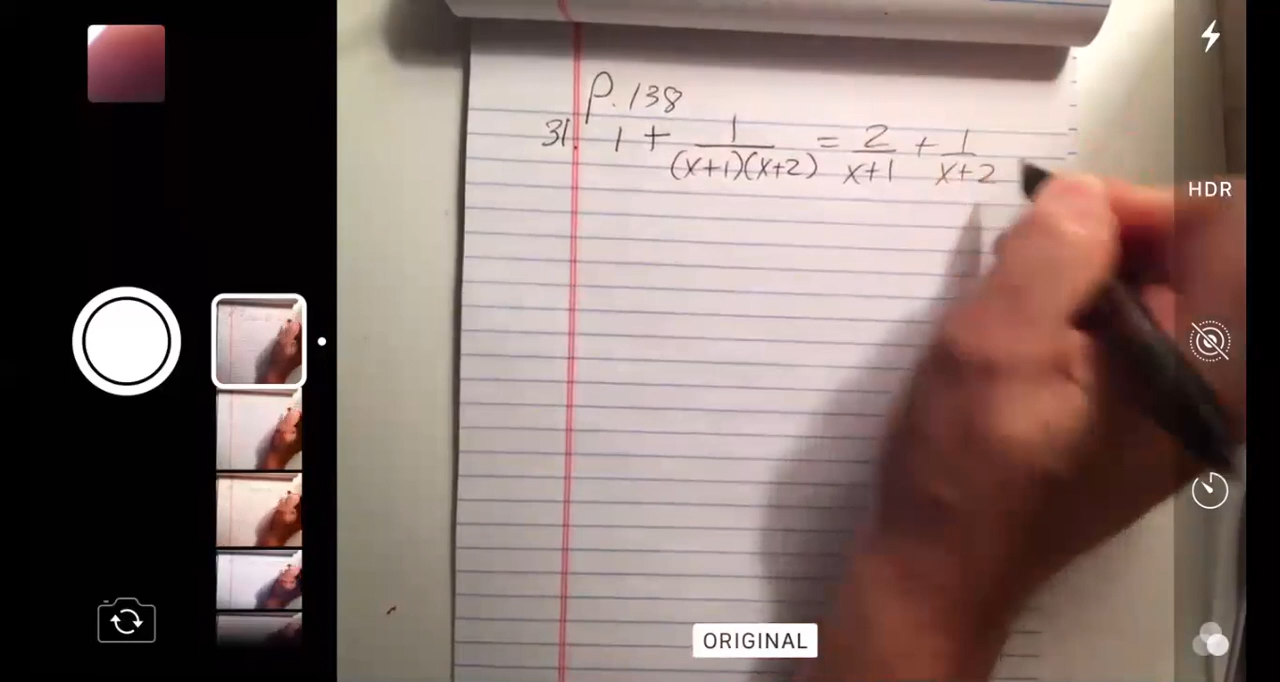 P. 138
31. 1 + 1/((x+1)(x+2)) = 2/(x+1) + 1/(x+2)
HDR
ORIGINAL